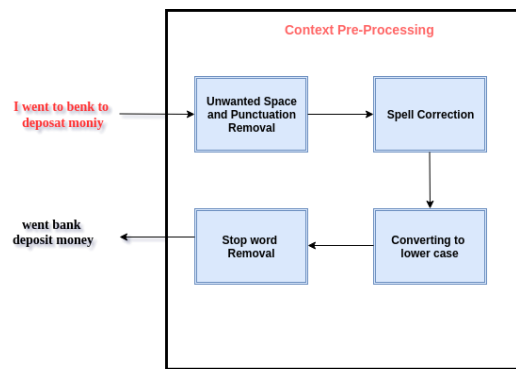 Context Pre-Processing
I went to benk to
deposat moniy
Unwanted Space
and Punctuation
Removal
Spell Correction
Converting to
lower case
Stop word
Removal
went bank
deposit money